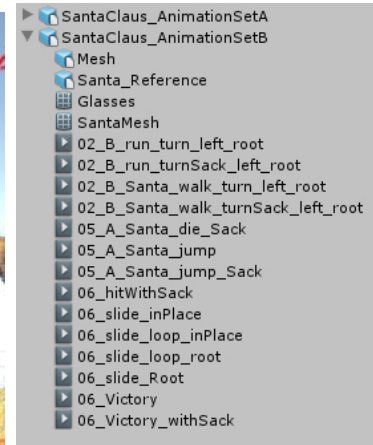 SantaClaus_AnimationSetA
SantaClaus_AnimationSetB
Mesh
Santa_Reference
Glasses
SantaMesh
02_B_run_turn_left_root
02_B_run_turnSack_left_root
02_B_Santa_walk_turn_left_root
02_B_Santa_walk_turnSack_left_root
05_A_Santa_die_Sack
05_A_Santa_jump
05_A_Santa_jump_Sack
06_hitWithSack
06_slide_inPlace
06_slide_loop_inPlace
06_slide_loop_root
06_slide_Root
06_Victory
06_Victory_withSack